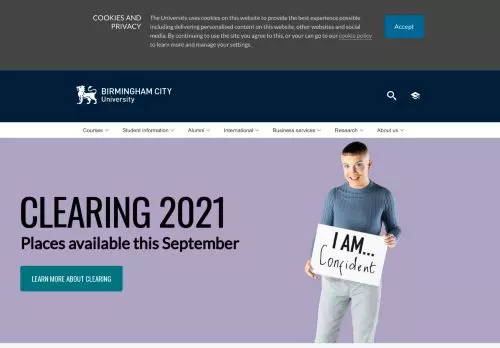 COOKIES AND
PRIVACY
The University uses cookies on this website to provide the best experience possible
including delivering personalised content on this website, other websites and social
media. By continuing to use the site you agree to this, or your can go to our cookie policy
to learn more and manage your settings.
Accept
BIRMINGHAM CITY
University
Courses Student information Alumni International Business services Research About us
CLEARING 2021
Places available this September
LEARN MORE ABOUT CLEARING
I AM...
Confident